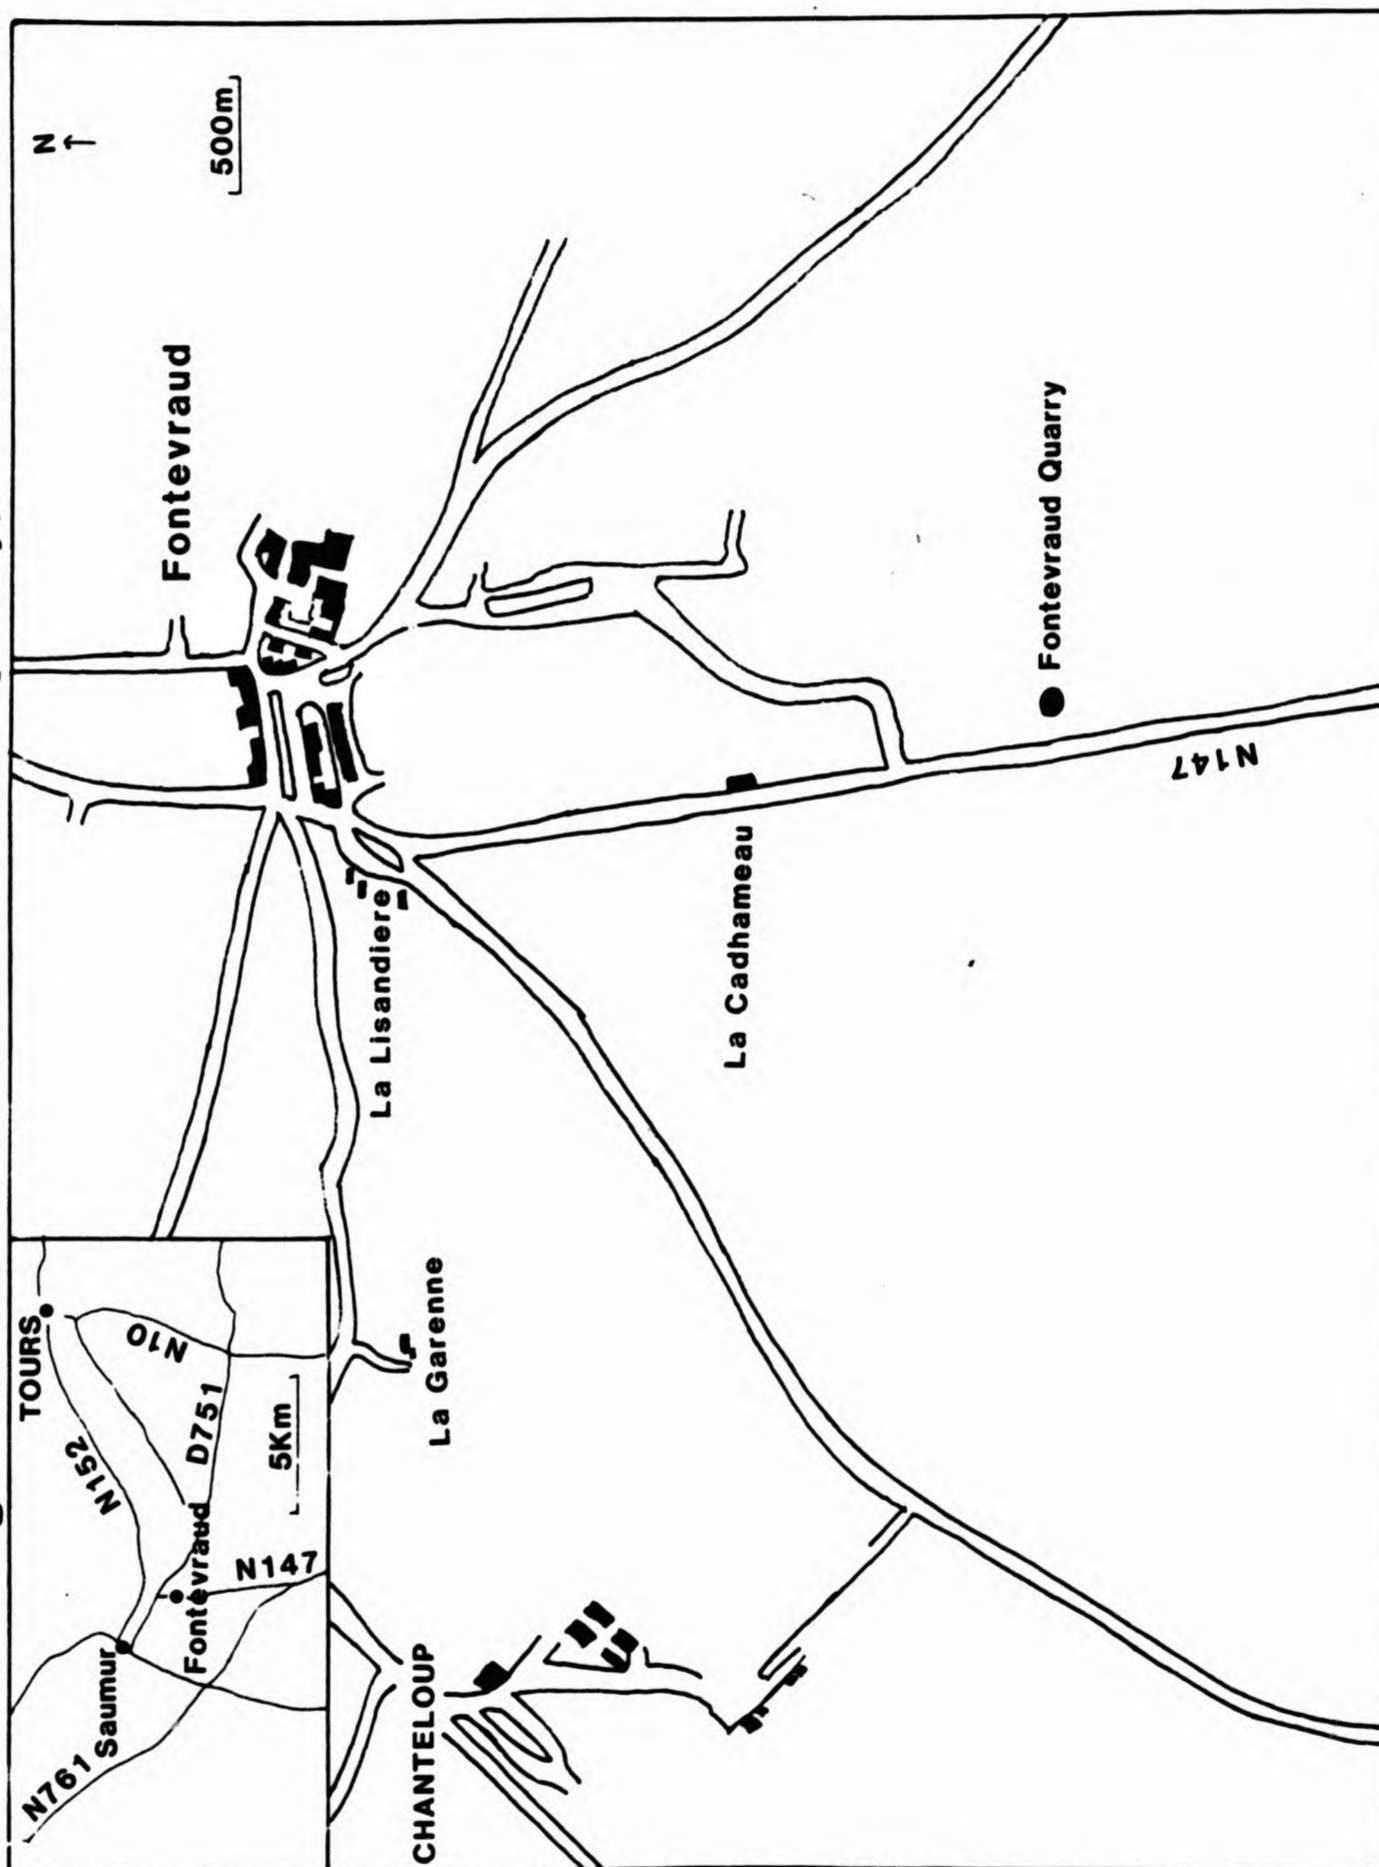 TOURS
N152
N10
D751
Saumur
N761
Fontevraud
N147
5Km
N
500m
Fontevraud
La Lisandiere
La Garenne
CHANTELOUP
La Cadhameau
Fontevraud Quarry
N147